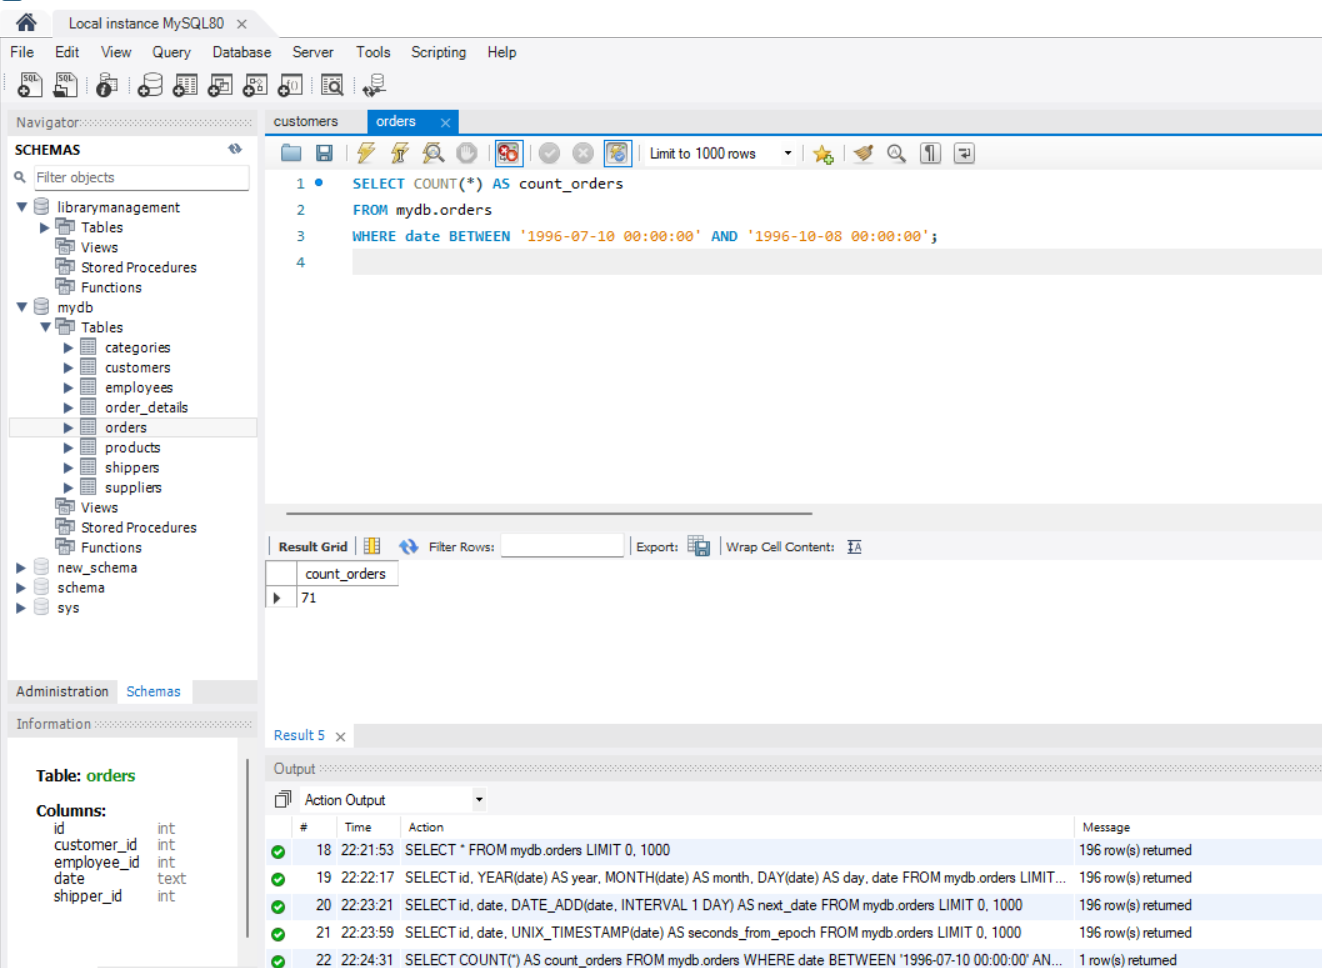 Local instance MySQL80
File Edit View Query Database Server Tools Scripting Help
Navigator
SCHEMAS
Filter objects
librarymanagement
Tables
Views
Stored Procedures
Functions
mydb
Tables
categories
customers
employees
order_details
orders
products
shippers
suppliers
Views
Stored Procedures
Functions
new_schema
schema
sys
Administration Schemas
Information
Table: orders
Columns:
id int
customer_id int
employee_id int
date text
shipper_id int
customers orders
Limit to 1000 rows
1 SELECT COUNT(*) AS count_orders
2 FROM mydb.orders
3 WHERE date BETWEEN '1996-07-10 00:00:00' AND '1996-10-08 00:00:00';
4
Result Grid Filter Rows: Export: Wrap Cell Content:
count_orders
71
Result 5
Output
Action Output
# Time Action Message
18 22:21:53 SELECT * FROM mydb.orders LIMIT 0, 1000 196 row(s) returned
19 22:22:17 SELECT id, YEAR(date) AS year, MONTH(date) AS month, DAY(date) AS day, date FROM mydb.orders LIMIT... 196 row(s) returned
20 22:23:21 SELECT id, date, DATE_ADD(date, INTERVAL 1 DAY) AS next_date FROM mydb.orders LIMIT 0, 1000 196 row(s) returned
21 22:23:59 SELECT id, date, UNIX_TIMESTAMP(date) AS seconds_from_epoch FROM mydb.orders LIMIT 0, 1000 196 row(s) returned
22 22:24:31 SELECT COUNT(*) AS count_orders FROM mydb.orders WHERE date BETWEEN '1996-07-10 00:00:00' AN... 1 row(s) returned